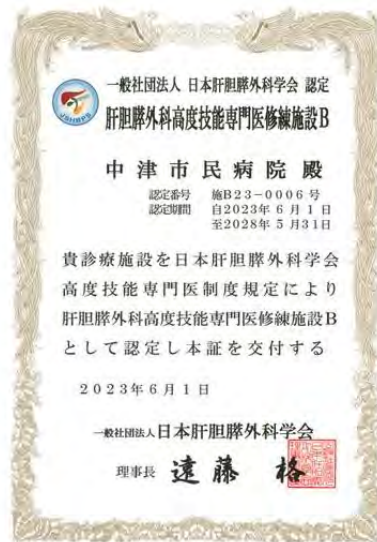 一般社団法人 日本肝胆膵外科学会 認定
JSHBPS
肝胆膵外科高度技能専門医修練施設B
中津市民病院 殿
認定番号 施B23-0006号
認定期間 自2023年6月1日
至2028年5月31日
貴診療施設を日本肝胆膵外科学会
高度技能専門医制度規定により
肝胆膵外科高度技能専門医修練施設B
として認定し本証を交付する
2023年6月1日
一般社団法人日本肝胆膵外科学会
理事長 遠藤 格